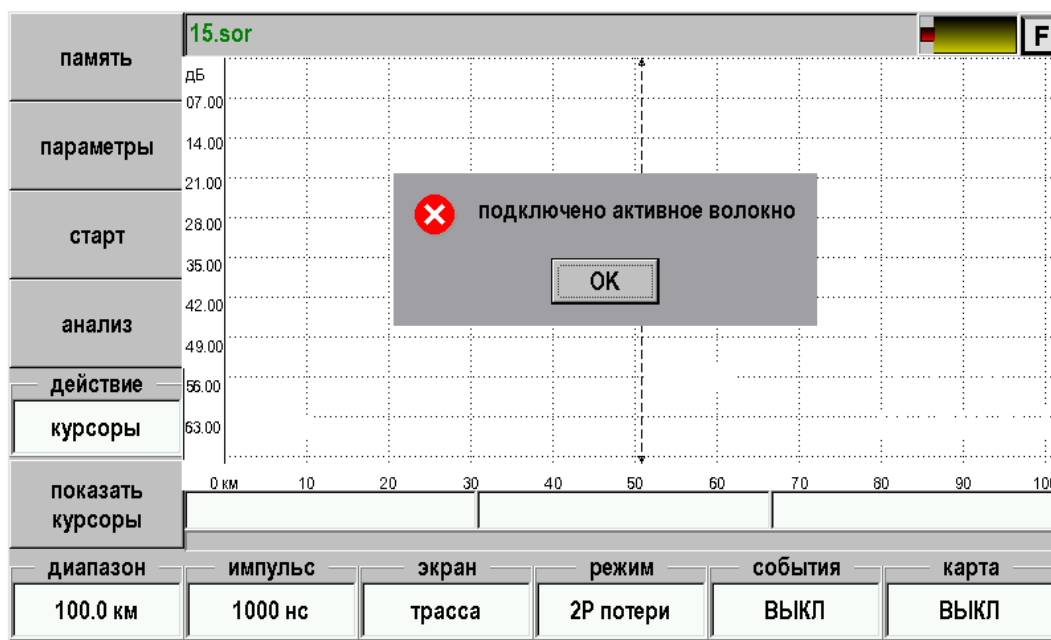 память
параметры
старт
анализ
действие
курсоры
показать
курсоры
15.sor
F
дБ
07.00
14.00
21.00
28.00
35.00
42.00
49.00
56.00
63.00
подключено активное волокно
OK
0 км 10 20 30 40 50 60 70 80 90 100
диапазон импульс экран режим события карта
100.0 км 1000 нс трасса 2P потери ВЫКЛ ВЫКЛ